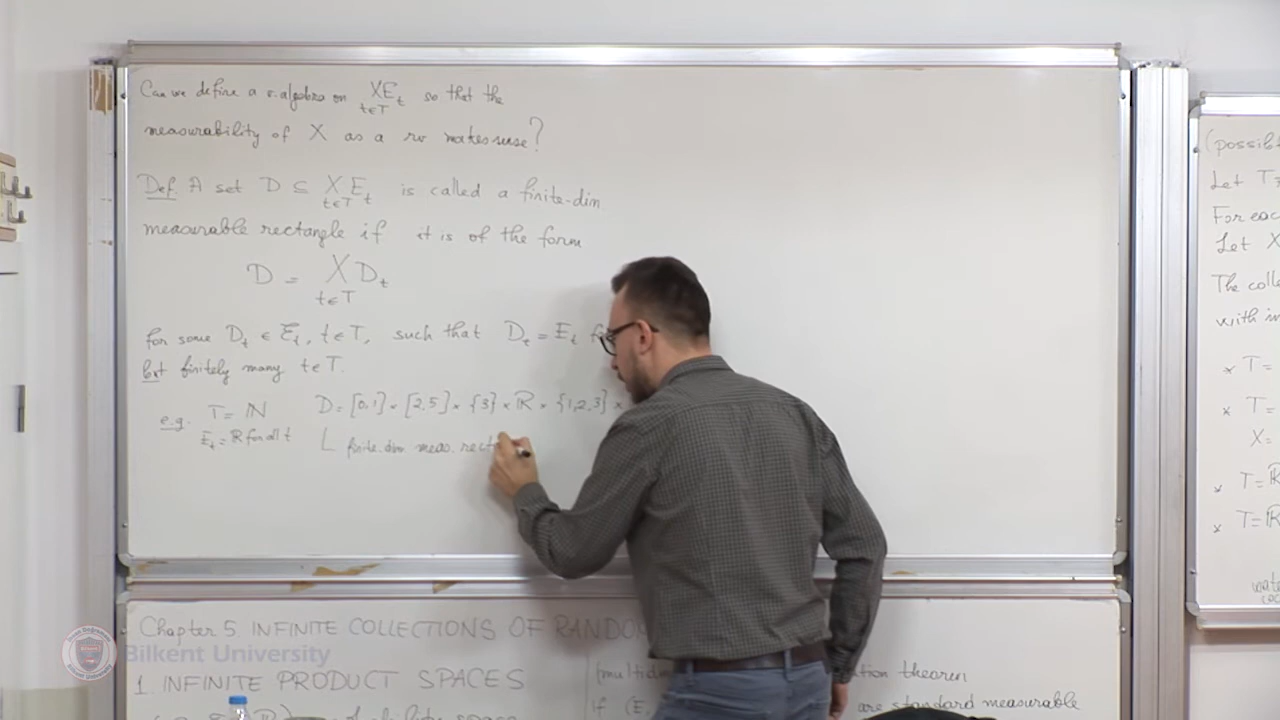 Can we define a σ-algebra on X E_t so that the
t∈T
measurability of X as a rv makes sense?
Def. A set D ⊆ X E_t is called a finite-dim
t∈T
measurable rectangle if it is of the form
D = X D_t
t∈T
for some D_t ∈ ℰ_t, t∈T, such that D_t = E_t
but finitely many t∈T.
e.g. T = ℕ D = [0,1] × [2,5] × {3} × ℝ × {1,2,3} ×
E_t = ℝ for all t finite-dim meas. rect
Chapter 5. INFINITE COLLECTIONS OF
1. INFINITE PRODUCT SPACES
theorem
if (E, are standard measurable
(possib
Let T =
For eac
Let X
The coll
with in
* T =
* T =
X =
* T = ℝ
* T = ℝ
Bilkent University